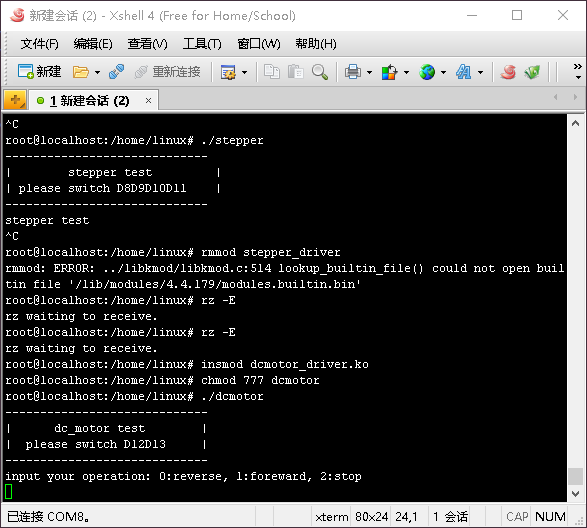 新建会话 (2) - Xshell 4 (Free for Home/School)
文件(F) 编辑(E) 查看(V) 工具(T) 窗口(W) 帮助(H)
新建 重新连接
1 新建会话 (2)
^C
root@localhost:/home/linux# ./stepper
-----------------------------
|        stepper test         |
| please switch D8D9D10D11    |
-----------------------------
stepper test
^C
root@localhost:/home/linux# rmmod stepper_driver
rmmod: ERROR: ../libkmod/libkmod.c:514 lookup_builtin_file() could not open buil
tin file '/lib/modules/4.4.179/modules.builtin.bin'
root@localhost:/home/linux# rz -E
rz waiting to receive.
root@localhost:/home/linux# rz -E
rz waiting to receive.
root@localhost:/home/linux# insmod dcmotor_driver.ko
root@localhost:/home/linux# chmod 777 dcmotor
root@localhost:/home/linux# ./dcmotor
-----------------------------
|      dc_motor test        |
|  please switch D12D13     |
-----------------------------
input your operation: 0:reverse, 1:foreward, 2:stop
已连接 COM8。 xterm 80x24 24,1 1 会话 CAP NUM